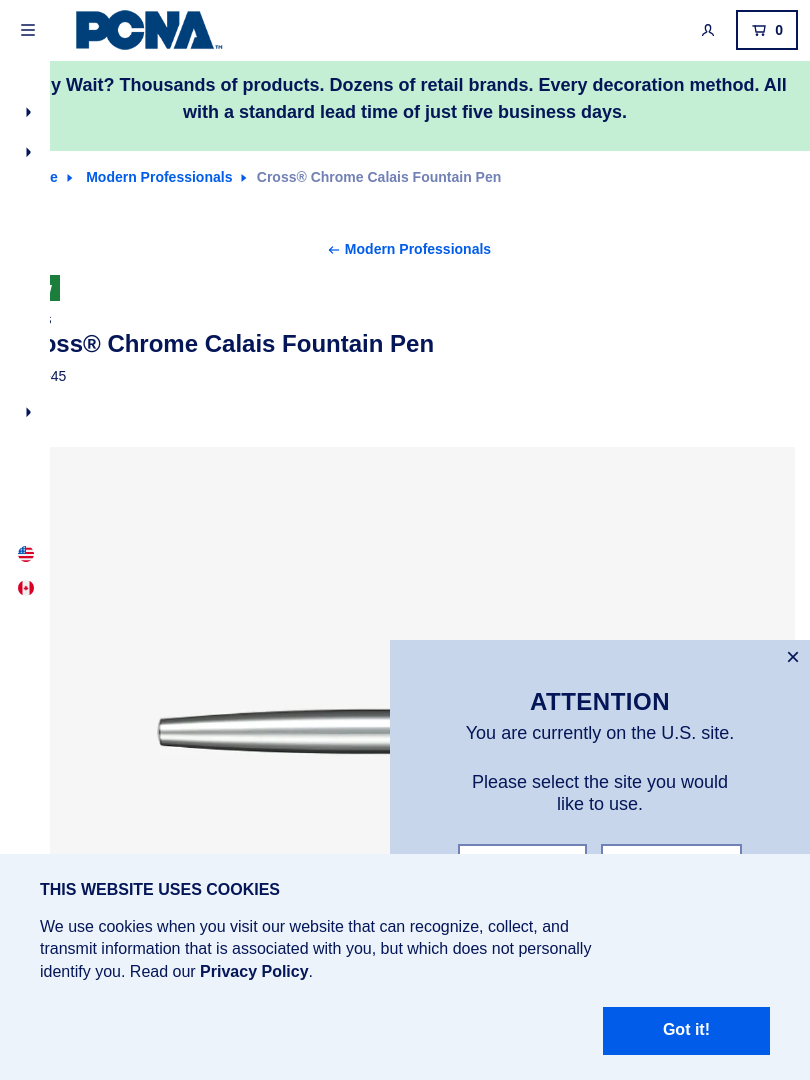 PCNA™
0
y Wait? Thousands of products. Dozens of retail brands. Every decoration method. All
with a standard lead time of just five business days.
e Modern Professionals Cross® Chrome Calais Fountain Pen
← Modern Professionals
oss® Chrome Calais Fountain Pen
45
×
ATTENTION
You are currently on the U.S. site.
Please select the site you would
like to use.
THIS WEBSITE USES COOKIES
We use cookies when you visit our website that can recognize, collect, and
transmit information that is associated with you, but which does not personally
identify you. Read our Privacy Policy.
Got it!